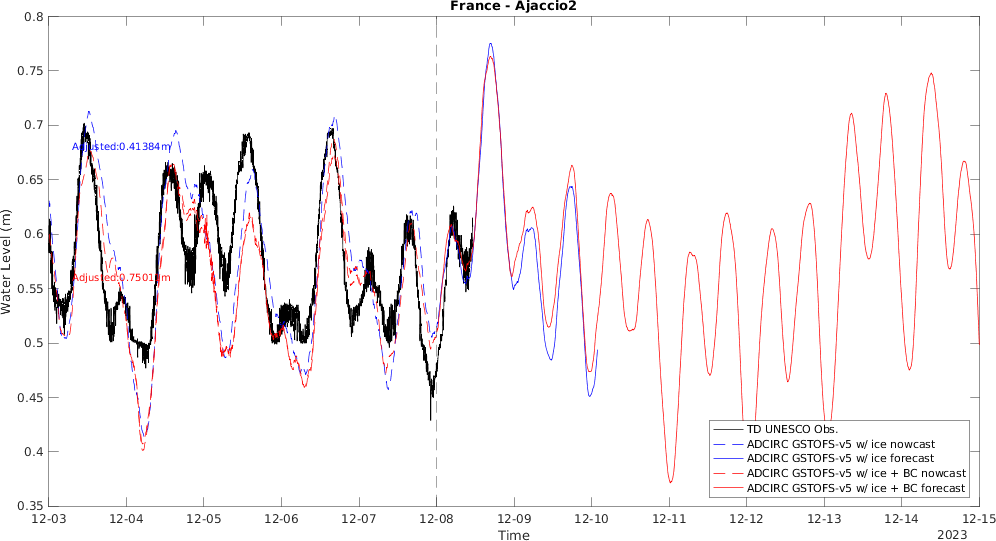 France - Ajaccio2
Water Level (m)
0.8
0.75
0.7
0.65
0.6
0.55
0.5
0.45
0.4
0.35
Adjusted:0.41384m
TD UNESCO Obs.
ADCIRC GSTOFS-v5 w/ ice nowcast
ADCIRC GSTOFS-v5 w/ ice forecast
ADCIRC GSTOFS-v5 w/ ice + BC nowcast
ADCIRC GSTOFS-v5 w/ ice + BC forecast
12-03 12-04 12-05 12-06 12-07 12-08 12-09 12-10 12-11 12-12 12-13 12-14 12-15
Time
2023